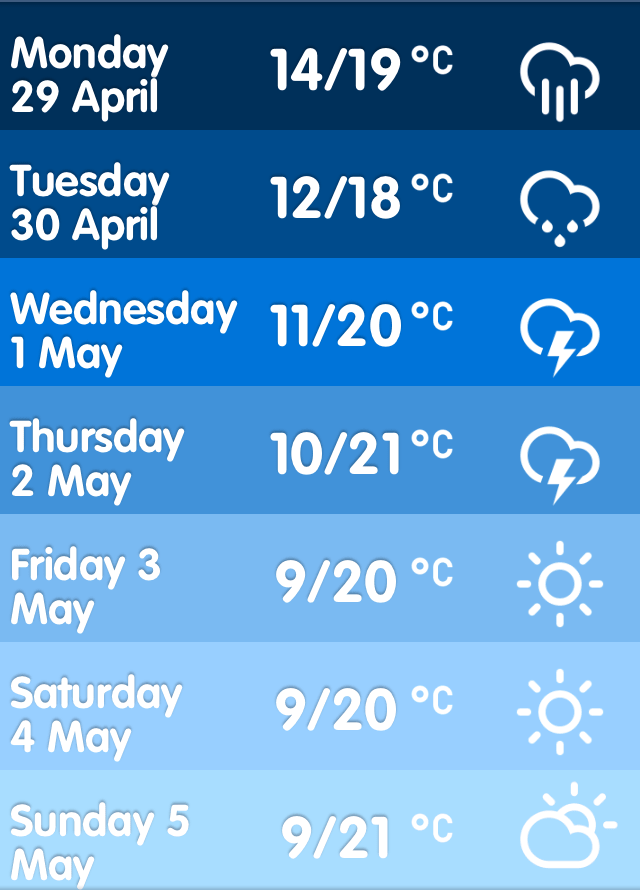 Monday
29 April
14/19 °C
Tuesday
30 April
12/18 °C
Wednesday
1 May
11/20 °C
Thursday
2 May
10/21 °C
Friday 3
May
9/20 °C
Saturday
4 May
9/20 °C
Sunday 5
May
9/21 °C